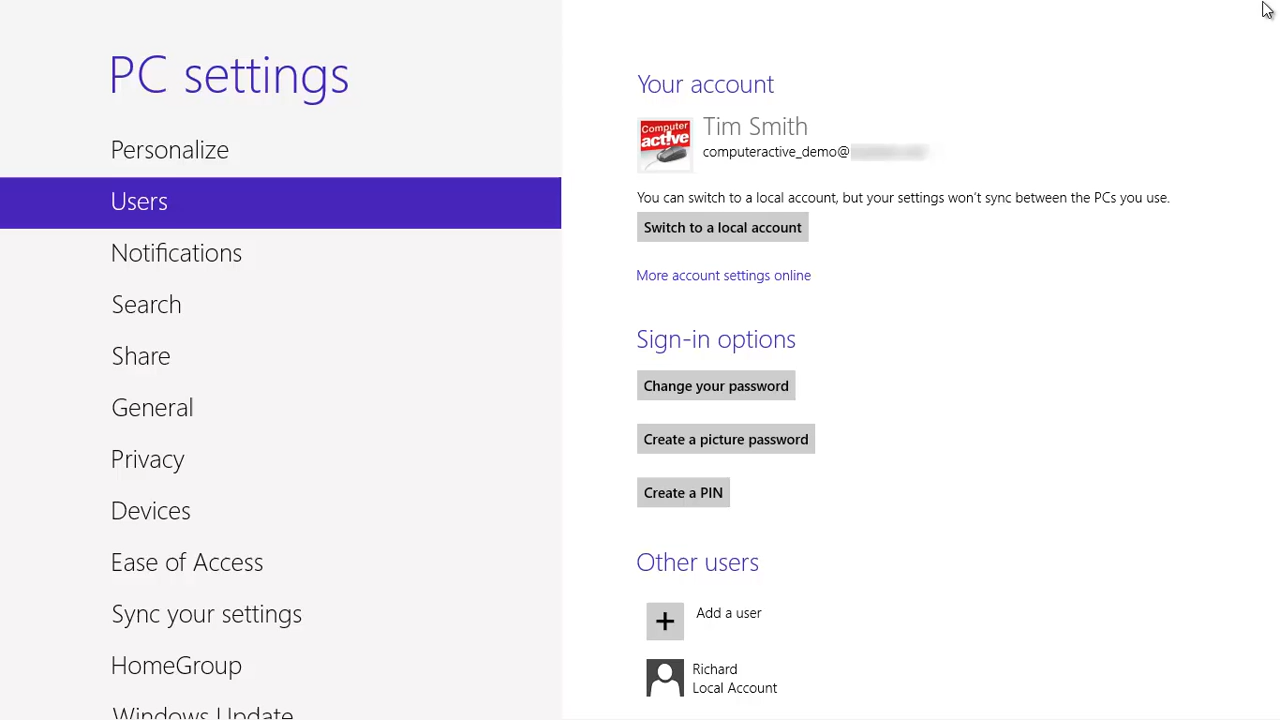 PC settings
Personalize
Users
Notifications
Search
Share
General
Privacy
Devices
Ease of Access
Sync your settings
HomeGroup
Windows Update
Your account
Computer
active
Tim Smith
computeractive_demo@
You can switch to a local account, but your settings won't sync between the PCs you use.
Switch to a local account
More account settings online
Sign-in options
Change your password
Create a picture password
Create a PIN
Other users
+
Add a user
Richard
Local Account